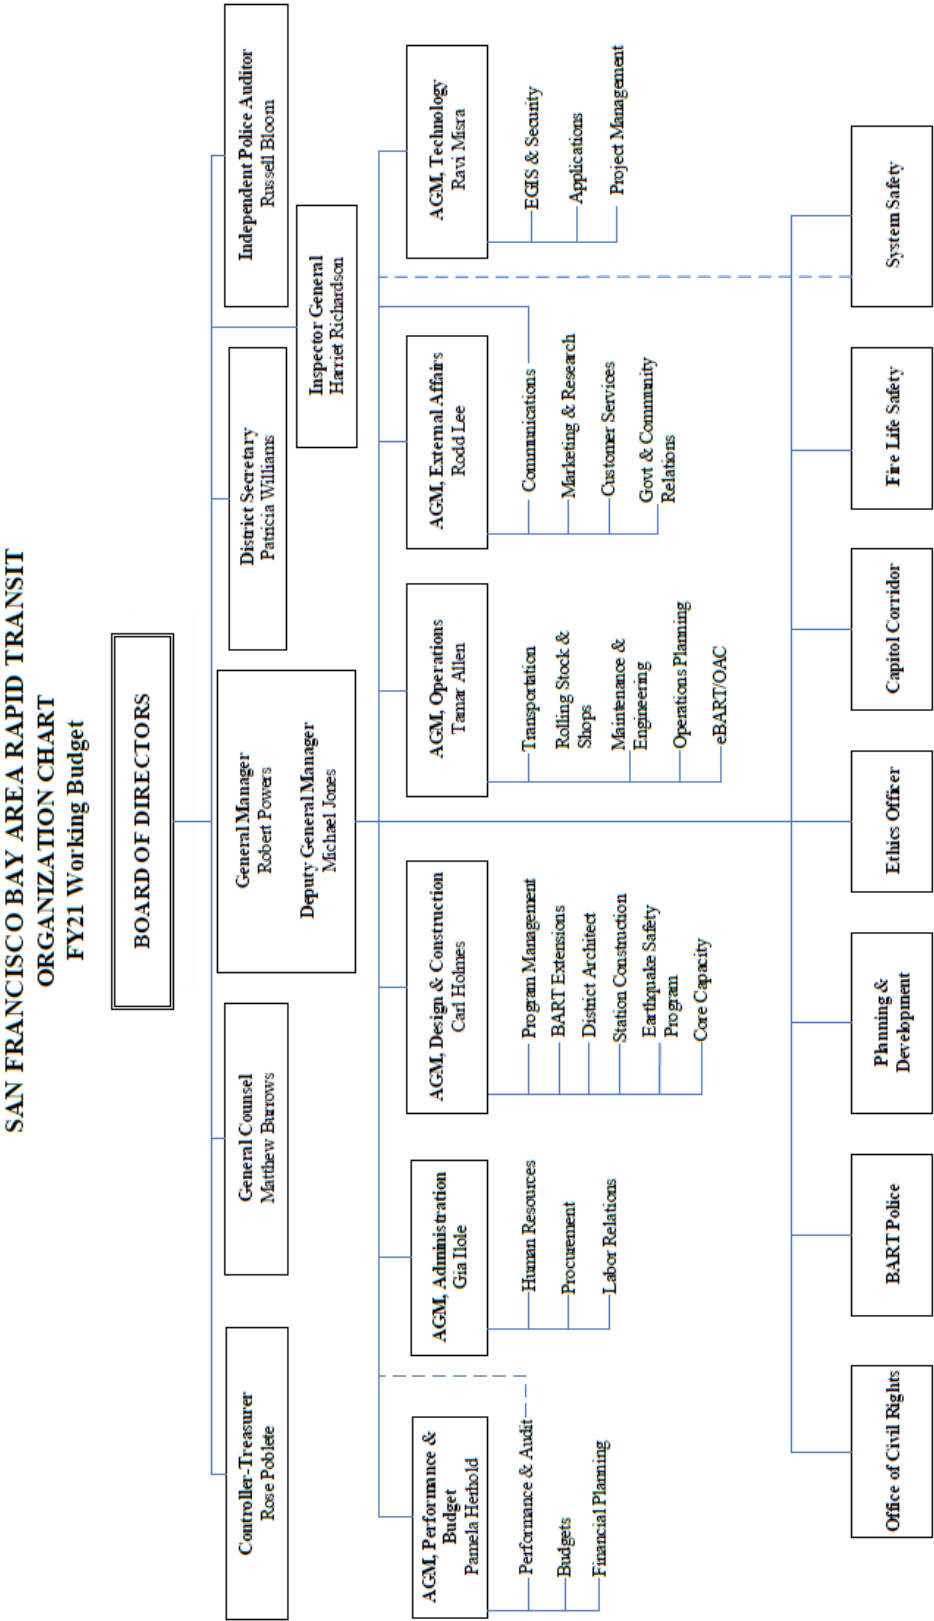 SAN FRANCISCO BAY AREA RAPID TRANSIT
ORGANIZATION CHART
FY21 Working Budget
BOARD OF DIRECTORS
Controller-Treasurer
Rose Poblete
General Counsel
Matthew Burrows
General Manager
Robert Powers
Deputy General Manager
Michael Jones
District Secretary
Patricia Williams
Independent Police Auditor
Russell Bloom
Inspector General
Harriet Richardson
AGM, Performance &
Budget
Pamela Herhold
Performance & Audit
Budgets
Financial Planning
AGM, Administration
Gia Ilole
Human Resources
Procurement
Labor Relations
AGM, Design & Construction
Carl Holmes
Program Management
BART Extensions
District Architect
Station Construction
Earthquake Safety
Program
Core Capacity
AGM, Operations
Tamar Allen
Transportation
Rolling Stock &
Shops
Maintenance &
Engineering
Operations Planning
eBART/OAC
AGM, External Affairs
Rodd Lee
Communications
Marketing & Research
Customer Services
Govt & Community
Relations
AGM, Technology
Ravi Misra
EGIS & Security
Applications
Project Management
Office of Civil Rights
BART Police
Planning &
Development
Ethics Officer
Capitol Corridor
Fire Life Safety
System Safety